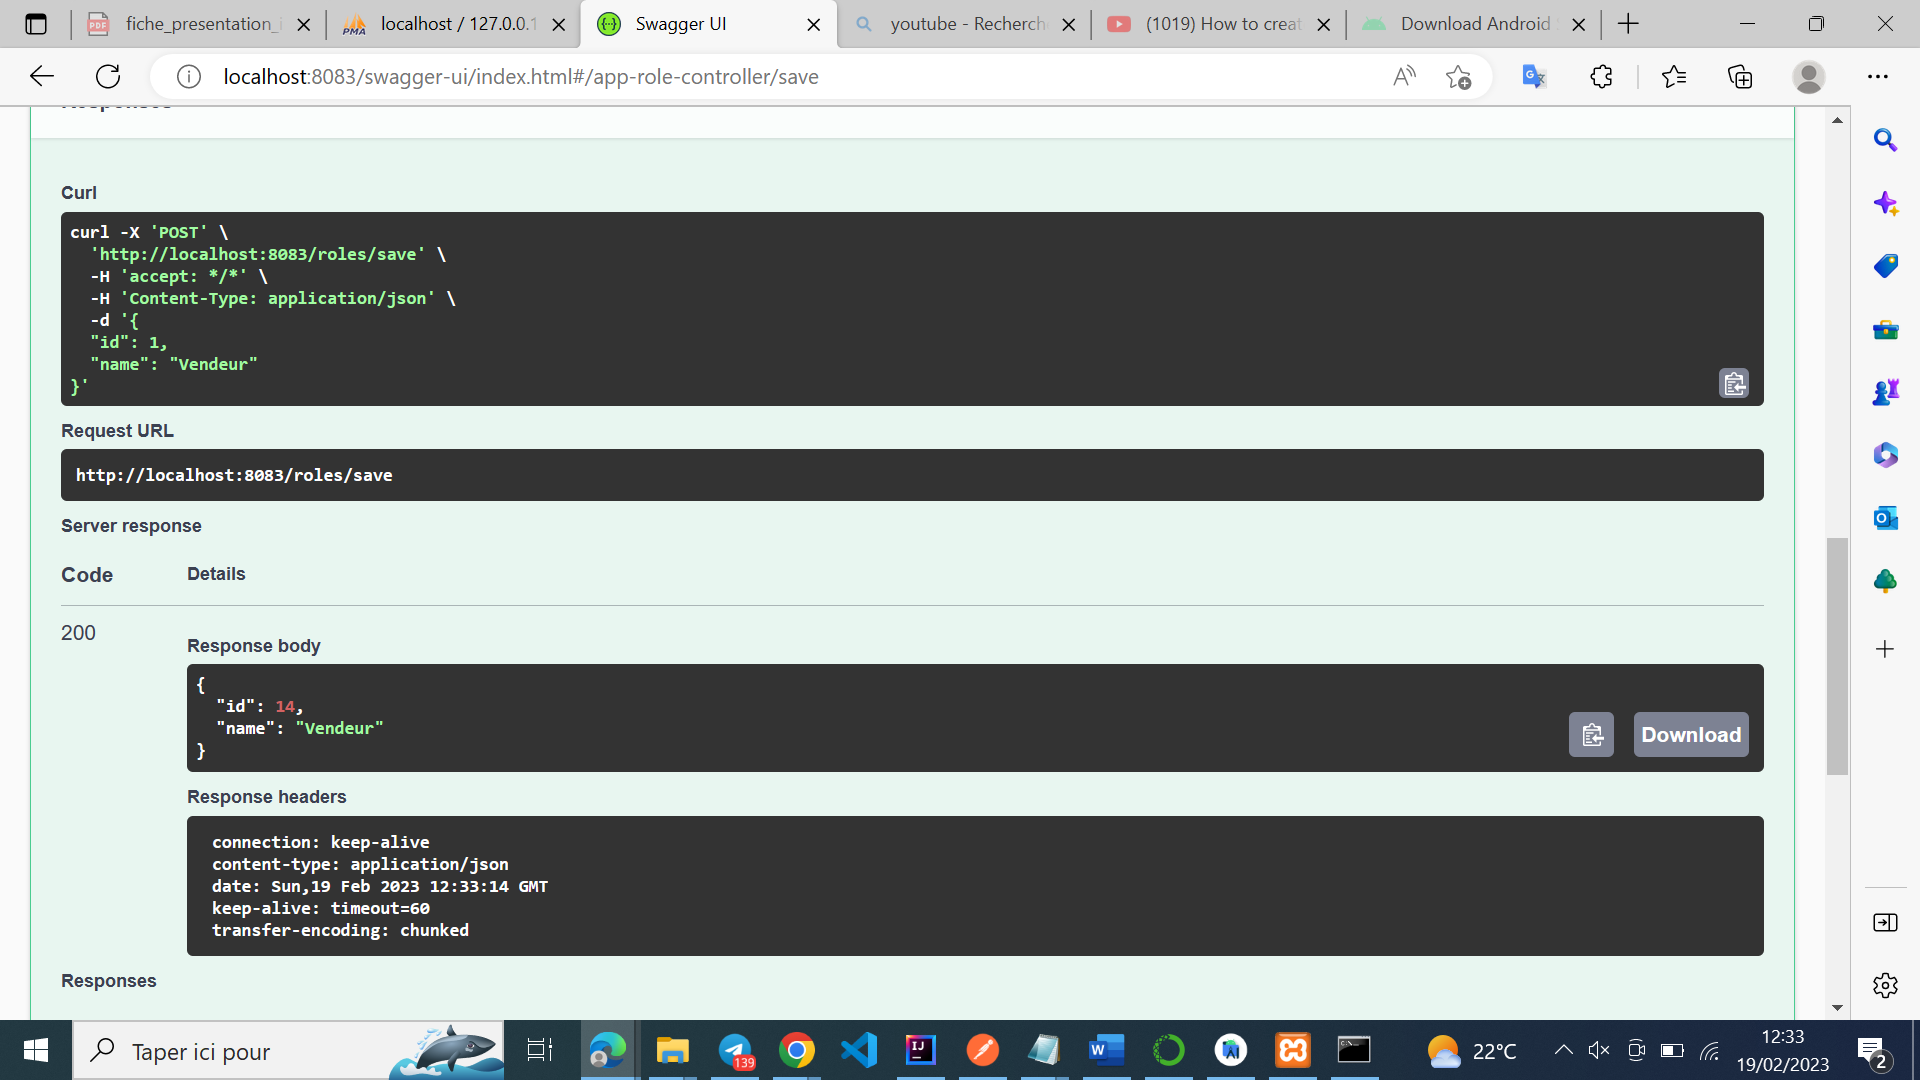 fiche_presentation_i
localhost / 127.0.0.1
Swagger UI
youtube - Recherche
(1019) How to creat
Download Android
localhost:8083/swagger-ui/index.html#/app-role-controller/save
Responses
Curl
curl -X 'POST' \
'http://localhost:8083/roles/save' \
-H 'accept: */*' \
-H 'Content-Type: application/json' \
-d '{
"id": 1,
"name": "Vendeur"
}'
Request URL
http://localhost:8083/roles/save
Server response
Code Details
200
Response body
{
"id": 14,
"name": "Vendeur"
}
Download
Response headers
connection: keep-alive
content-type: application/json
date: Sun,19 Feb 2023 12:33:14 GMT
keep-alive: timeout=60
transfer-encoding: chunked
Responses
Taper ici pour
139
22°C
12:33
19/02/2023
2